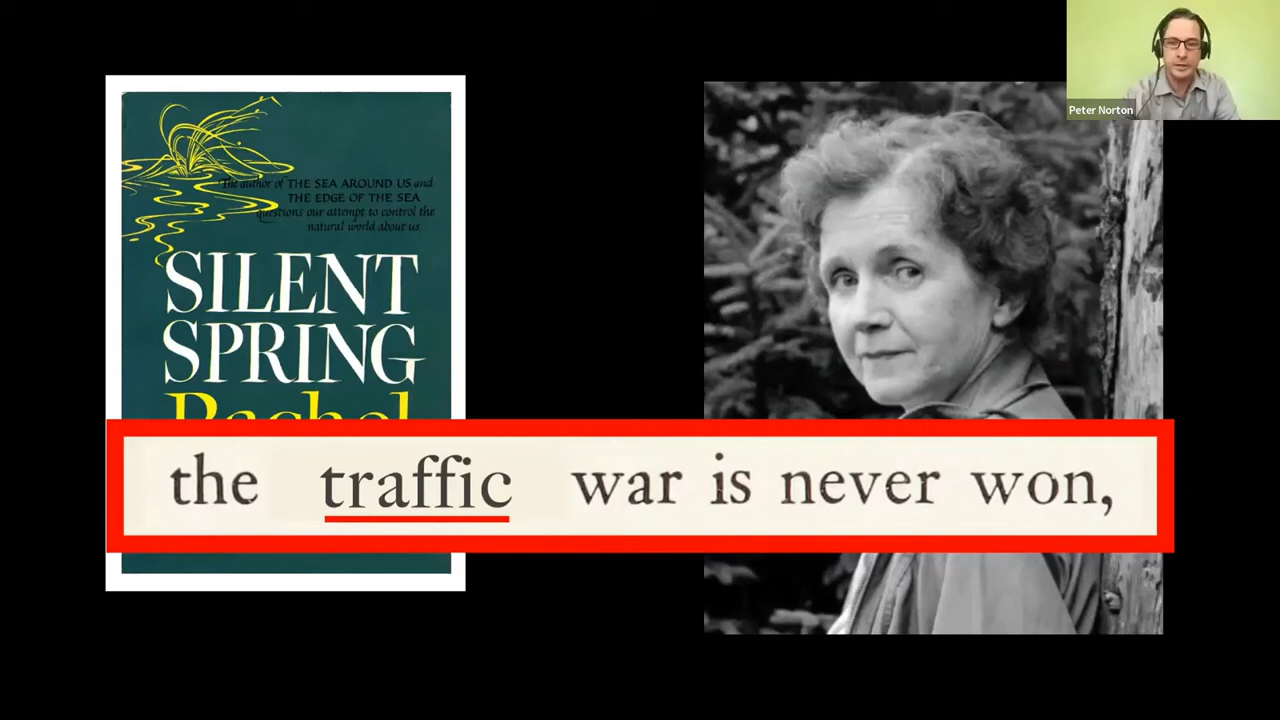 The author of THE SEA AROUND US and
THE EDGE OF THE SEA
questions our attempt to control the
natural world about us
SILENT
SPRING
Rachel
the traffic war is never won,
Peter Norton